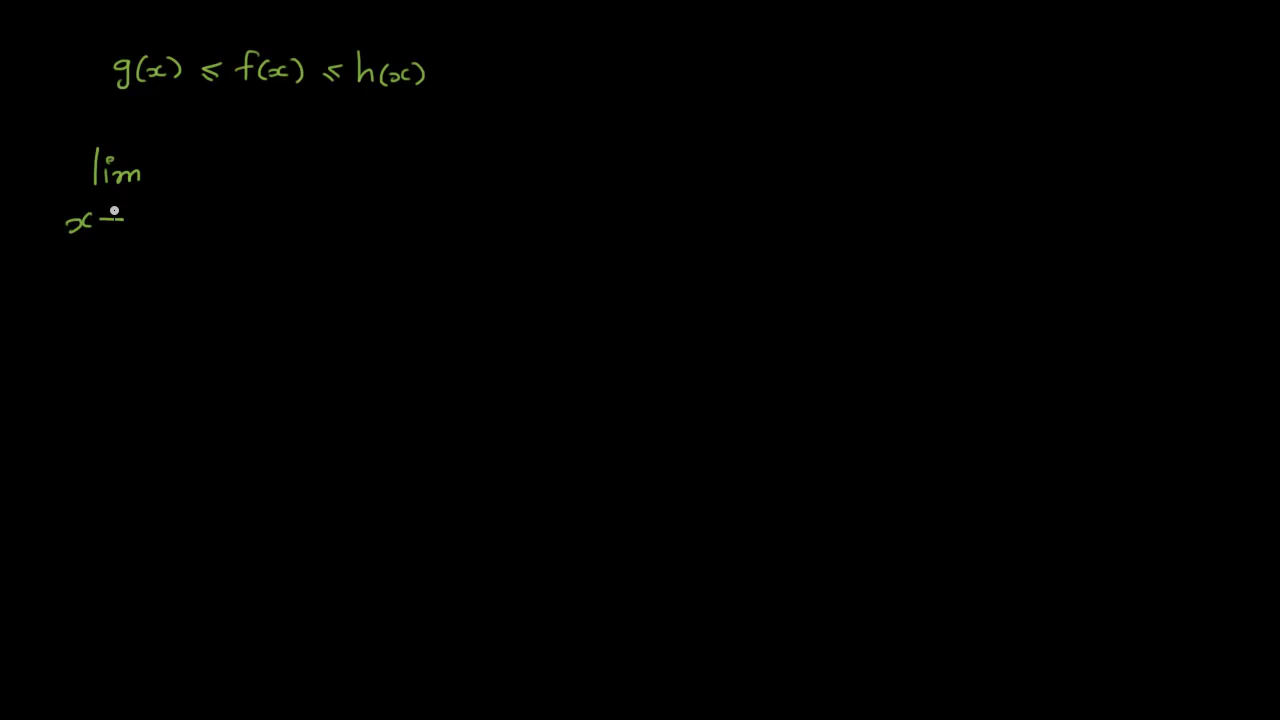 g(x) ⩽ f(x) ⩽ h(x)
lim
x —